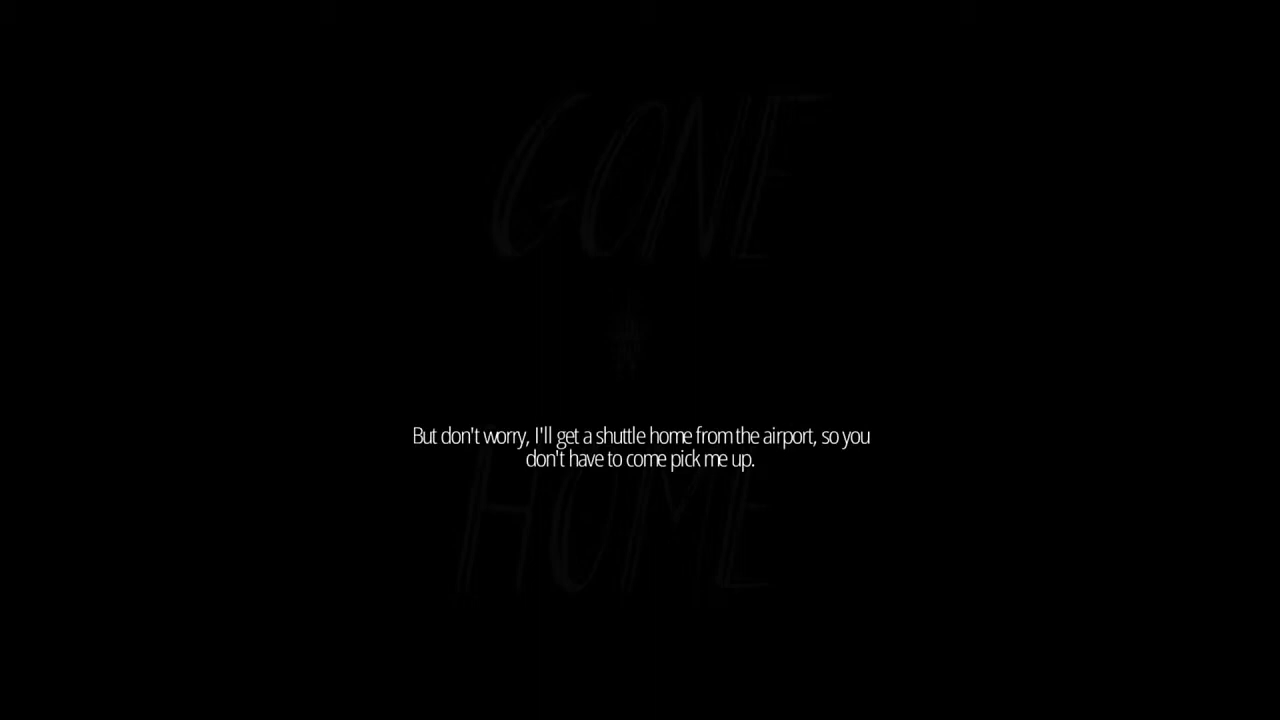 GONE
But don't worry, I'll get a shuttle home from the airport, so you
don't have to come pick me up.
HOME